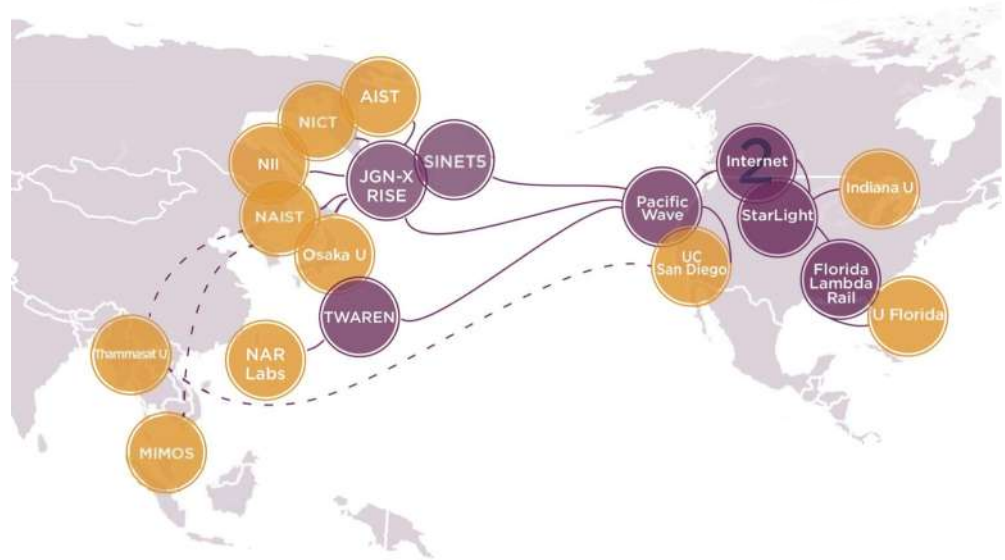 AIST
NICT
NII
JGN-X
RISE
SINET5
NAIST
Osaka U
TWAREN
NAR
Labs
Thammasat U
MIMOS
Pacific
Wave
UC
San Diego
2
Internet
StarLight
Indiana U
Florida
Lambda
Rail
U Florida